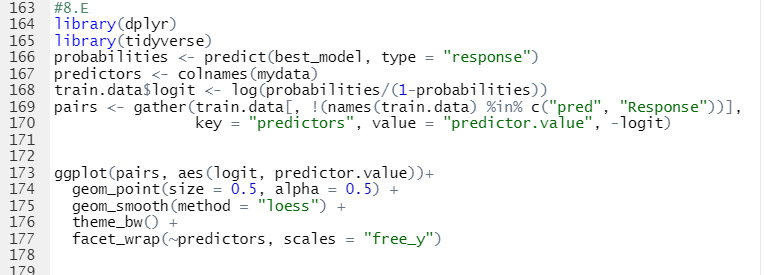 163 #8.E
164 library(dplyr)
165 library(tidyverse)
166 probabilities <- predict(best_model, type = "response")
167 predictors <- colnames(mydata)
168 train.data$logit <- log(probabilities/(1-probabilities))
169 pairs <- gather(train.data[, !(names(train.data) %in% c("pred", "Response"))],
170                 key = "predictors", value = "predictor.value", -logit)
171
172
173 ggplot(pairs, aes(logit, predictor.value))+
174   geom_point(size = 0.5, alpha = 0.5) +
175   geom_smooth(method = "loess") +
176   theme_bw() +
177   facet_wrap(~predictors, scales = "free_y")
178
179